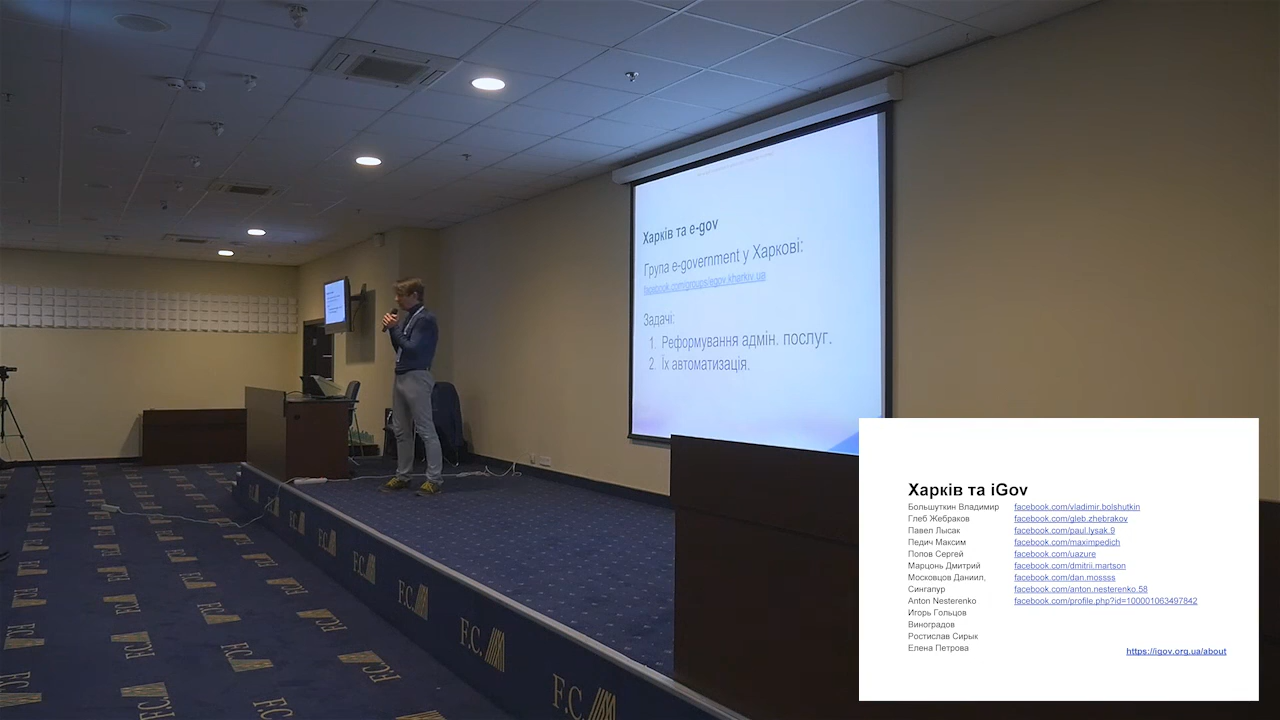 Харків та e-gov
Група e-government у Харкові:
facebook.com/groups/egov.kharkiv.ua
Задачі:
1. Реформування адмін. послуг.
2. Їх автоматизація.
Харків та iGov
Большуткин Владимир facebook.com/vladimir.bolshutkin
Глеб Жебраков facebook.com/gleb.zhebrakov
Павел Лысак facebook.com/paul.lysak.9
Педич Максим facebook.com/maximpedich
Попов Сергей facebook.com/uazure
Марцонь Дмитрий facebook.com/dmitrii.martson
Московцов Даниил, facebook.com/dan.mossss
Сингапур facebook.com/anton.nesterenko.58
Anton Nesterenko facebook.com/profile.php?id=100001063497842
Игорь Гольцов
Виноградов
Ростислав Сирык
Елена Петрова https://igov.org.ua/about
F.C.
F.C.